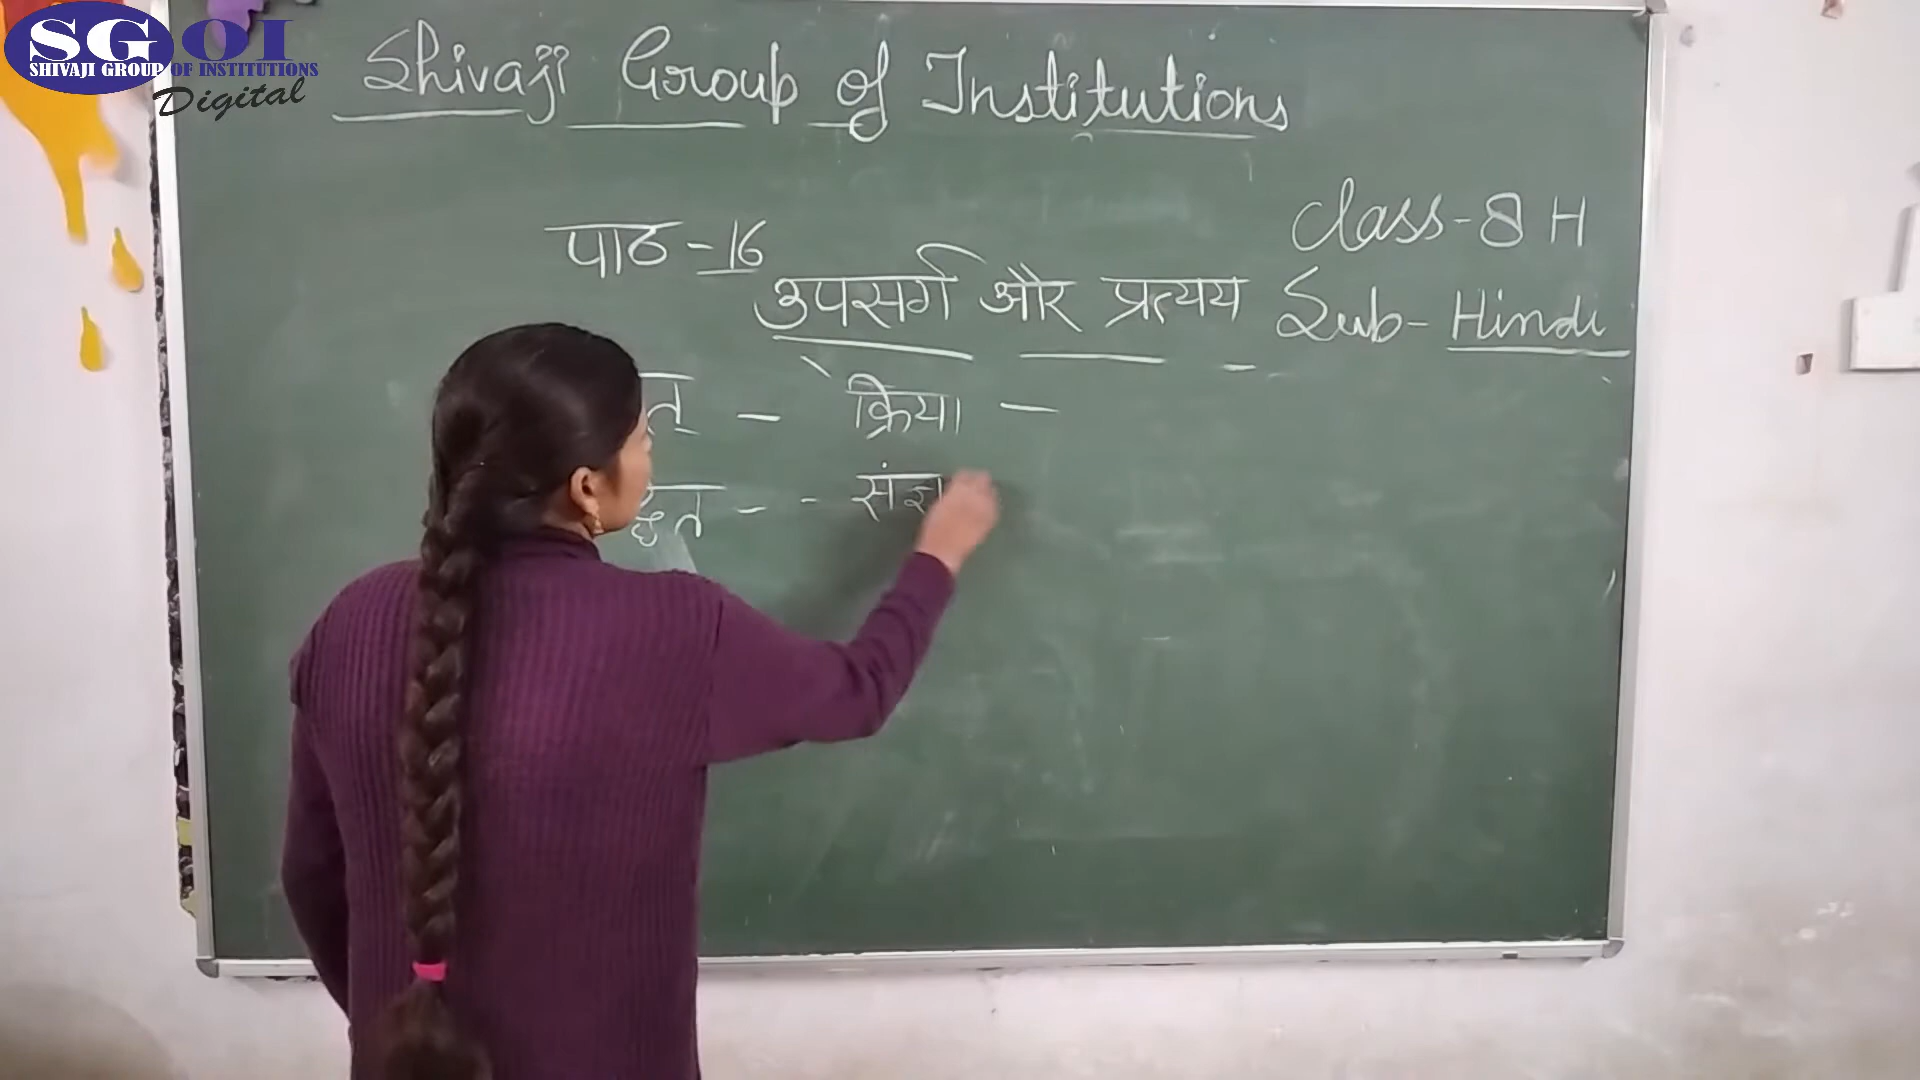 SGOI
SHIVAJI GROUP OF INSTITUTIONS
Digital
Shivaji Group of Institutions
पाठ - 16
Class - 8 H
उपसर्ग और प्रत्यय
Sub - Hindi
त् - क्रिया -
- - संज्ञा